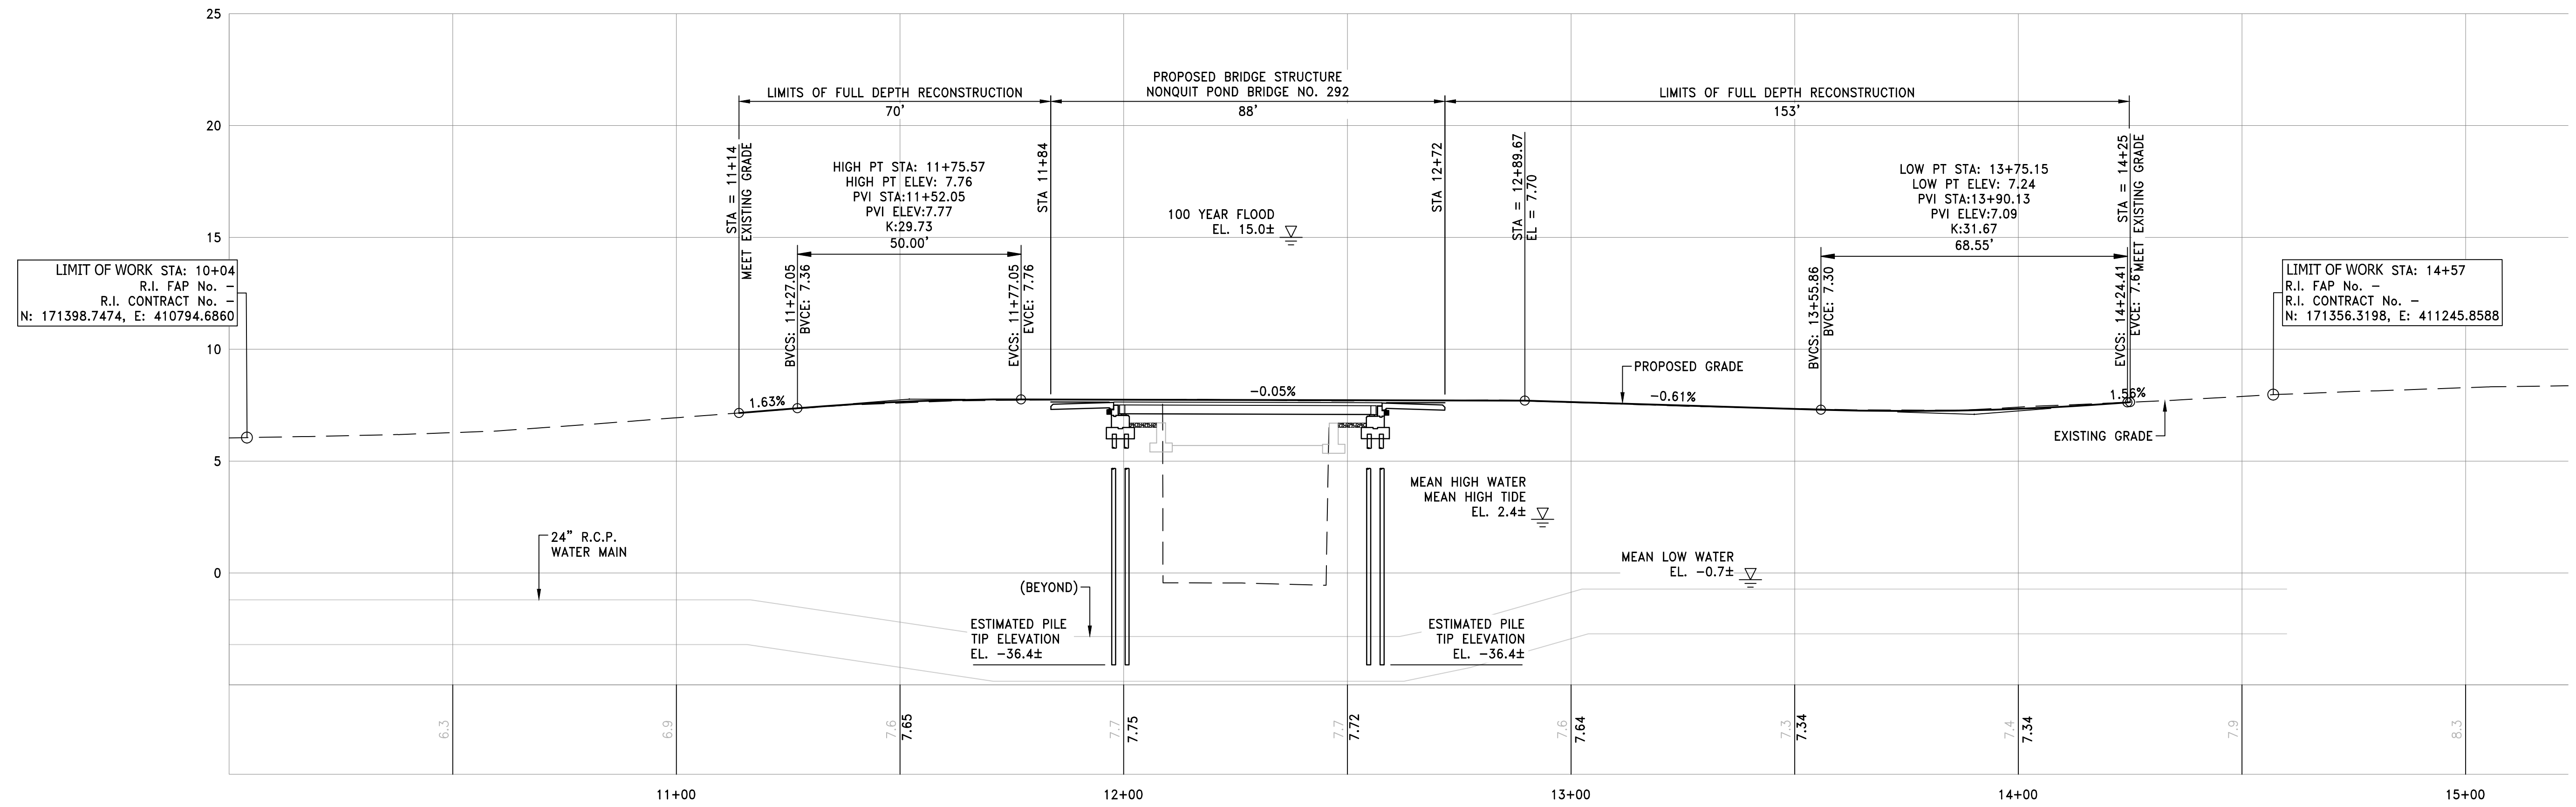 25
20
15
10
5
0
LIMITS OF FULL DEPTH RECONSTRUCTION
70'
PROPOSED BRIDGE STRUCTURE
NONQUIT POND BRIDGE NO. 292
88'
LIMITS OF FULL DEPTH RECONSTRUCTION
153'
STA = 11+14
MEET EXISTING GRADE
HIGH PT STA: 11+75.57
HIGH PT ELEV: 7.76
PVI STA:11+52.05
PVI ELEV:7.77
K:29.73
50.00'
BVCS: 11+27.05
BVCE: 7.36
EVCS: 11+77.05
EVCE: 7.76
STA 11+84
100 YEAR FLOOD
EL. 15.0±
STA 12+72
STA = 12+89.67
EL = 7.70
LOW PT STA: 13+75.15
LOW PT ELEV: 7.24
PVI STA:13+90.13
PVI ELEV:7.09
K:31.67
68.55'
BVCS: 13+55.86
BVCE: 7.30
EVCS: 14+24.41
EVCE: 7.6
STA = 14+25
MEET EXISTING GRADE
LIMIT OF WORK STA: 10+04
R.I. FAP No. –
R.I. CONTRACT No. –
N: 171398.7474, E: 410794.6860
LIMIT OF WORK STA: 14+57
R.I. FAP No. –
R.I. CONTRACT No. –
N: 171356.3198, E: 411245.8588
1.63%
-0.05%
PROPOSED GRADE
-0.61%
1.56%
EXISTING GRADE
MEAN HIGH WATER
MEAN HIGH TIDE
EL. 2.4±
24" R.C.P.
WATER MAIN
MEAN LOW WATER
EL. -0.7±
(BEYOND)
ESTIMATED PILE
TIP ELEVATION
EL. -36.4±
ESTIMATED PILE
TIP ELEVATION
EL. -36.4±
6.3
6.9
7.6
7.65
7.7
7.75
7.7
7.72
7.6
7.64
7.3
7.34
7.4
7.34
7.9
8.3
11+00
12+00
13+00
14+00
15+00